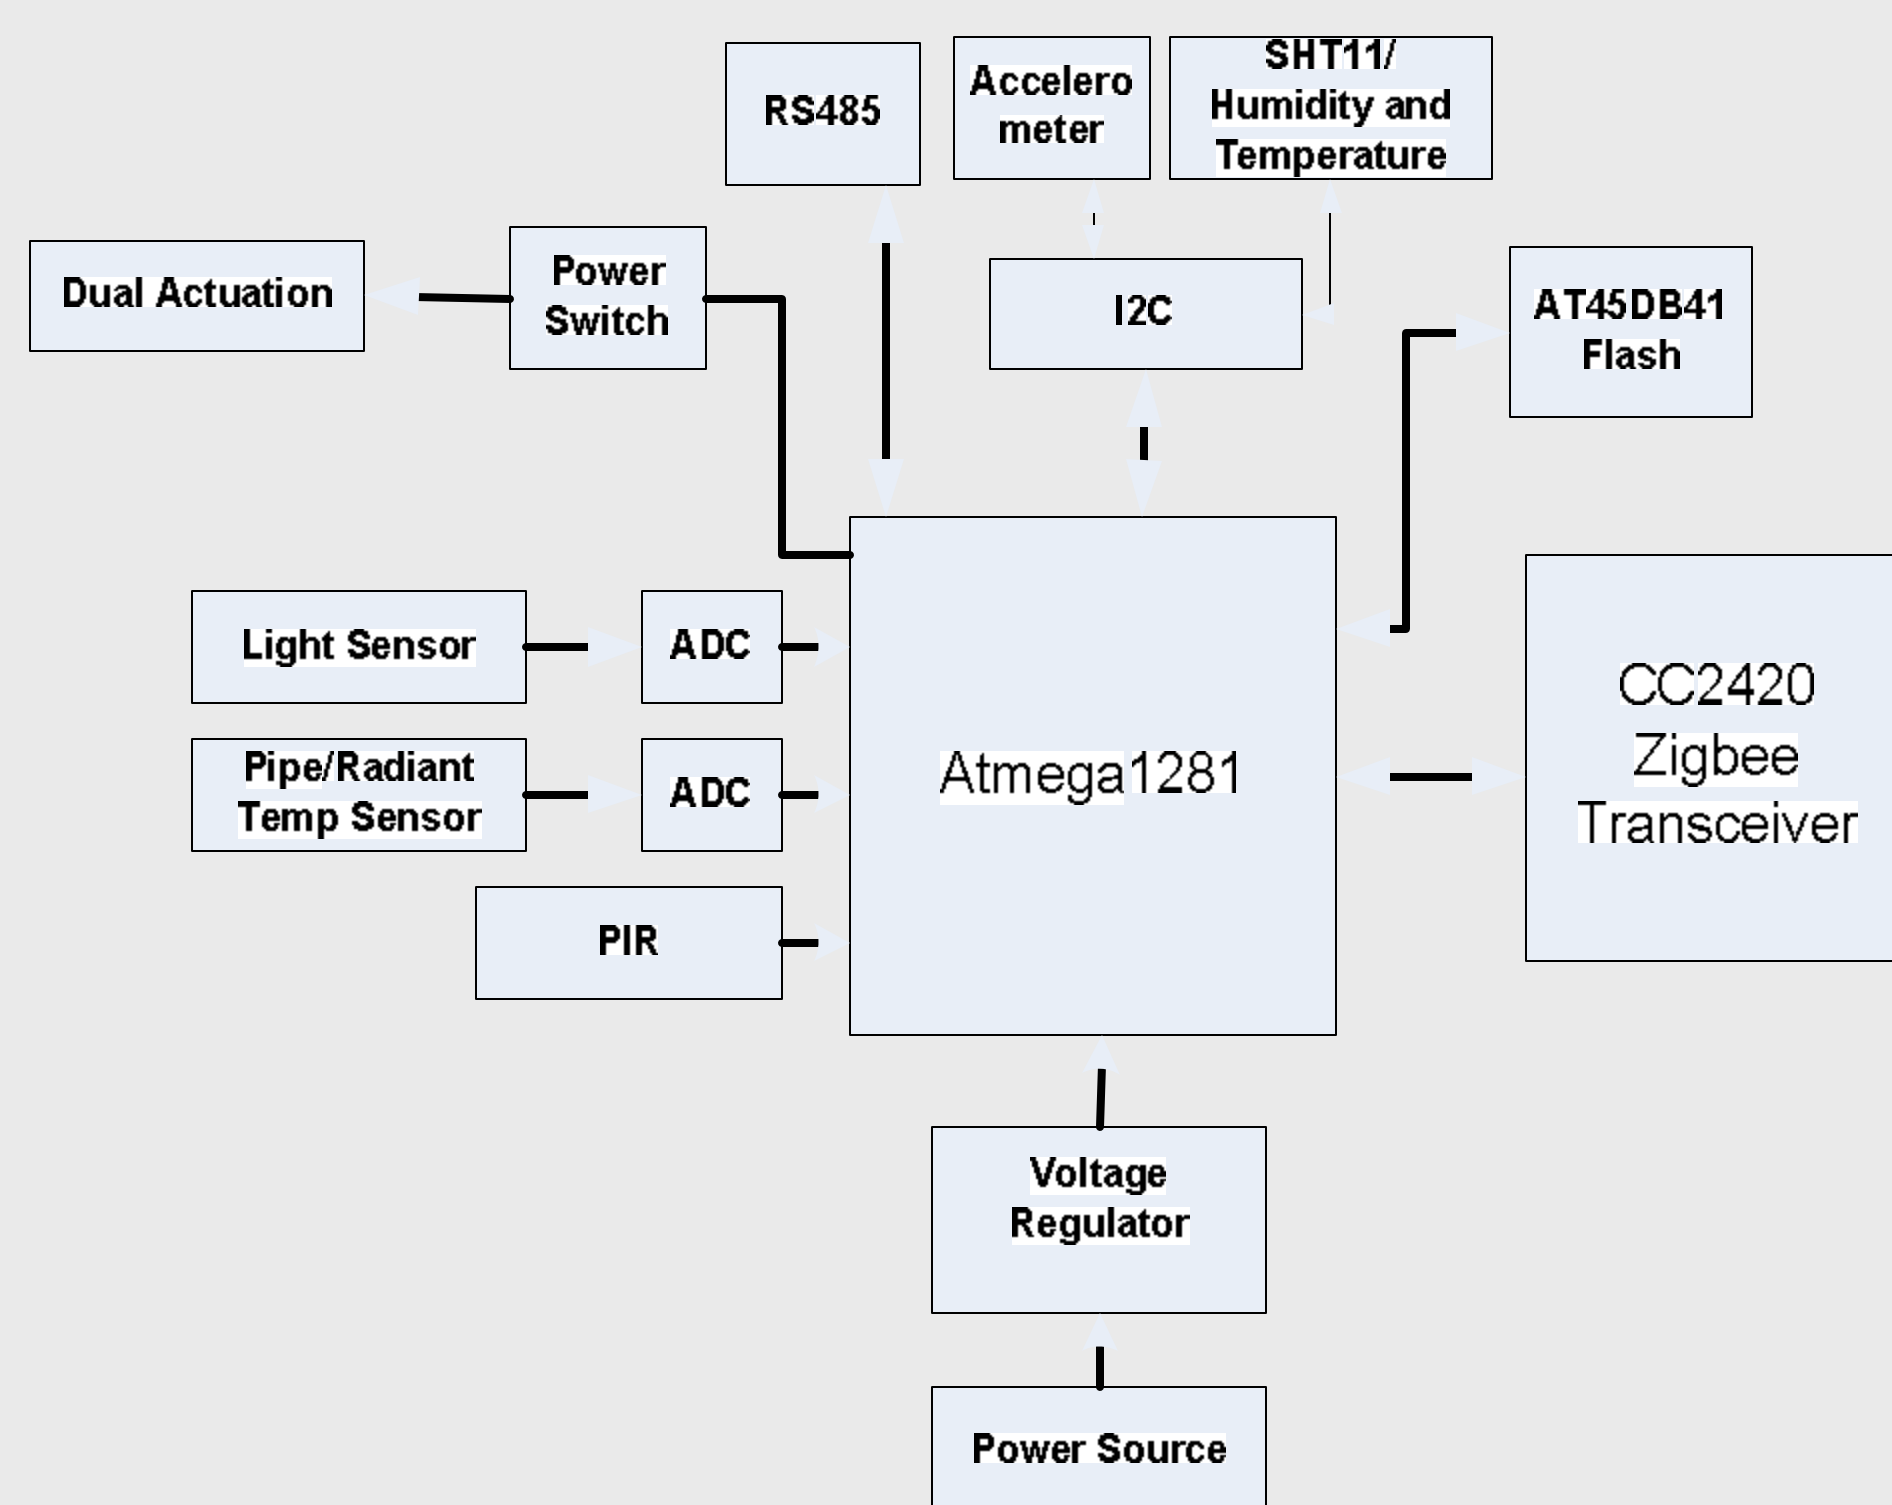 RS485
Accelero
meter
SHT11/
Humidity and
Temperature
Dual Actuation
Power
Switch
I2C
AT45DB41
Flash
Light Sensor
ADC
Atmega1281
CC2420
Zigbee
Transceiver
Pipe/Radiant
Temp Sensor
ADC
PIR
Voltage
Regulator
Power Source